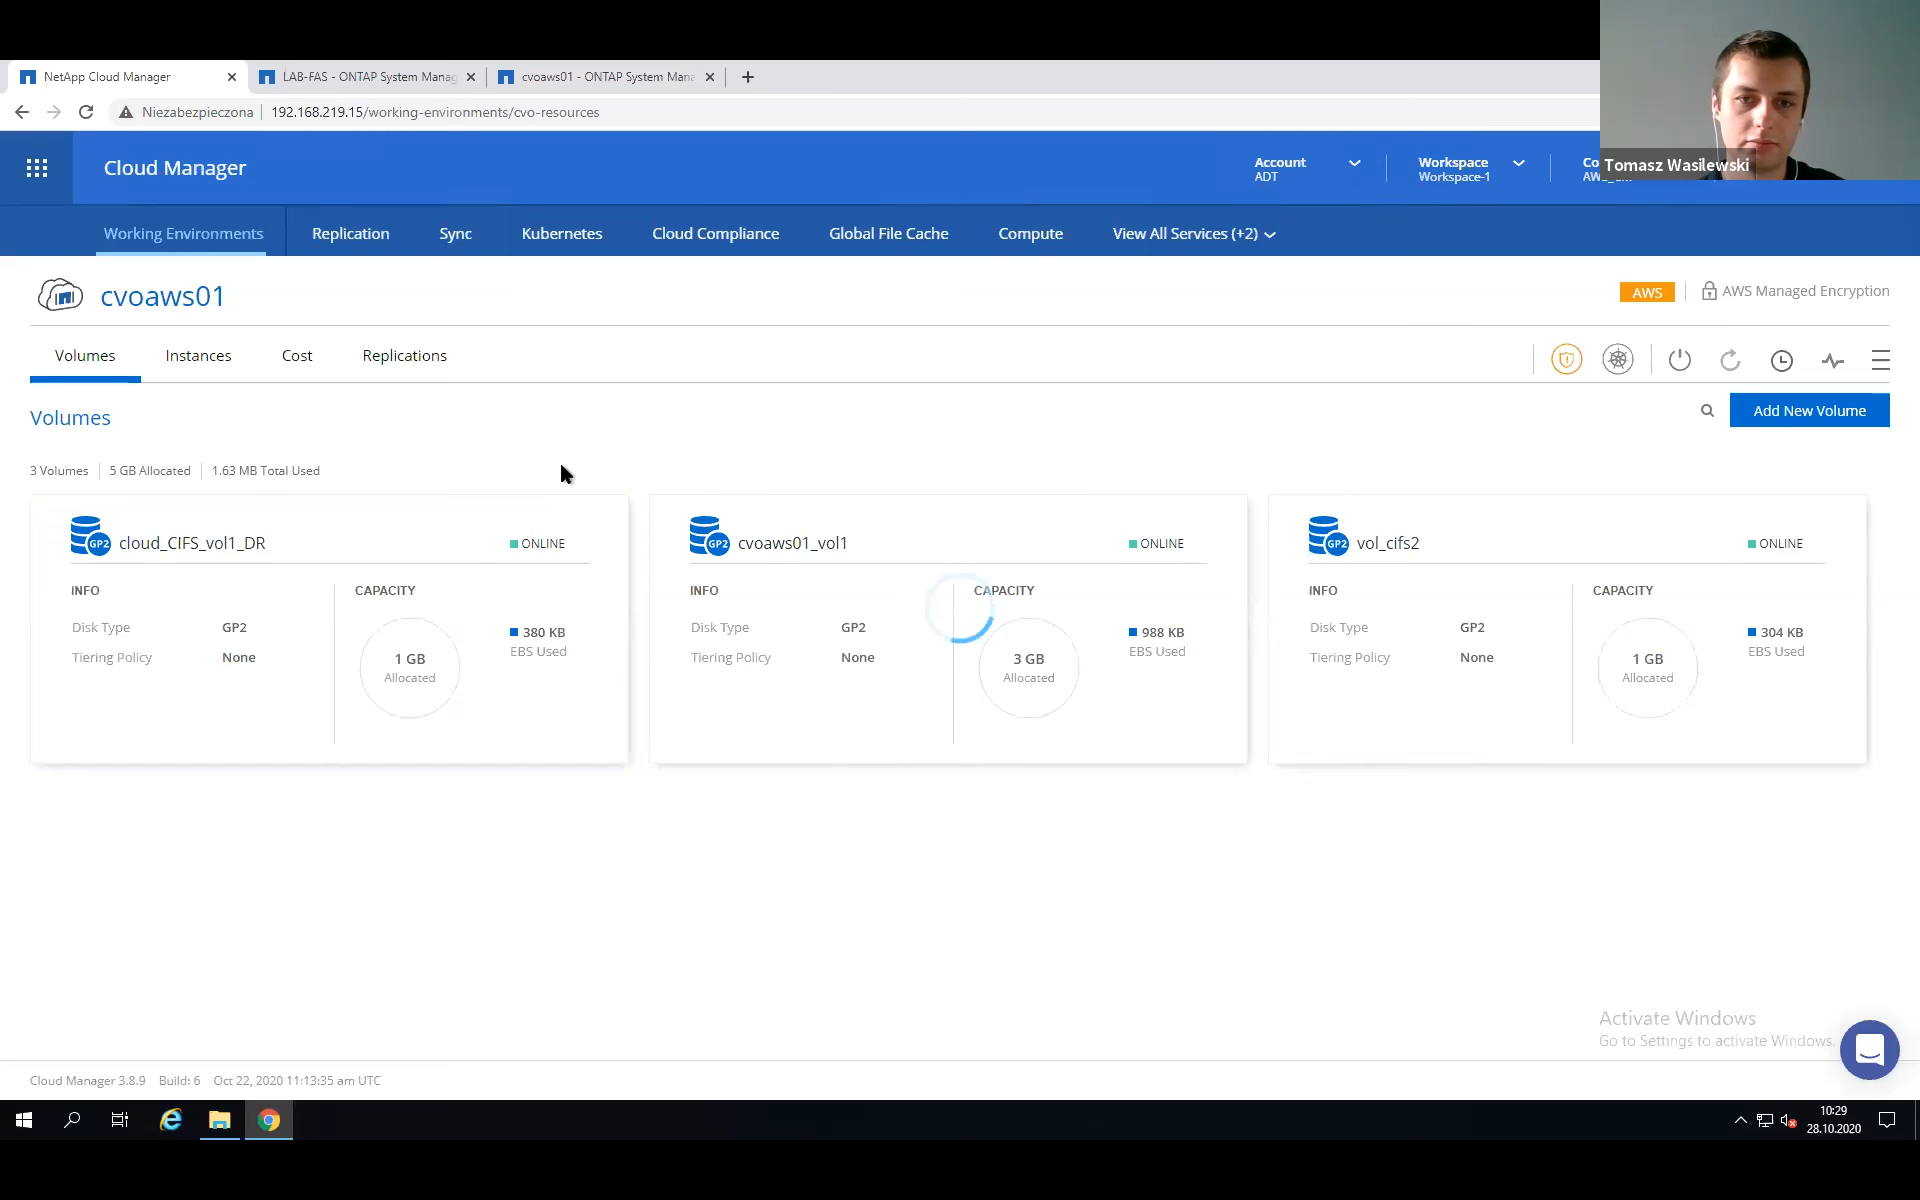 NetApp Cloud Manager
LAB-FAS - ONTAP System Manag
cvoaws01 - ONTAP System Mana
Niezabezpieczona
192.168.219.15/working-environments/cvo-resources
Tomasz Wasilewski
Cloud Manager
Account
ADT
Workspace
Workspace-1
Co
Working Environments
Replication
Sync
Kubernetes
Cloud Compliance
Global File Cache
Compute
View All Services (+2)
cvoaws01
AWS
AWS Managed Encryption
Volumes
Instances
Cost
Replications
Volumes
Add New Volume
3 Volumes
5 GB Allocated
1.63 MB Total Used
GP2
cloud_CIFS_vol1_DR
ONLINE
INFO
CAPACITY
Disk Type
GP2
Tiering Policy
None
1 GB
Allocated
380 KB
EBS Used
GP2
cvoaws01_vol1
ONLINE
INFO
CAPACITY
Disk Type
GP2
Tiering Policy
None
3 GB
Allocated
988 KB
EBS Used
GP2
vol_cifs2
ONLINE
INFO
CAPACITY
Disk Type
GP2
Tiering Policy
None
1 GB
Allocated
304 KB
EBS Used
Activate Windows
Go to Settings to activate Windows.
Cloud Manager 3.8.9 Build: 6 Oct 22, 2020 11:13:35 am UTC
10:29
28.10.2020